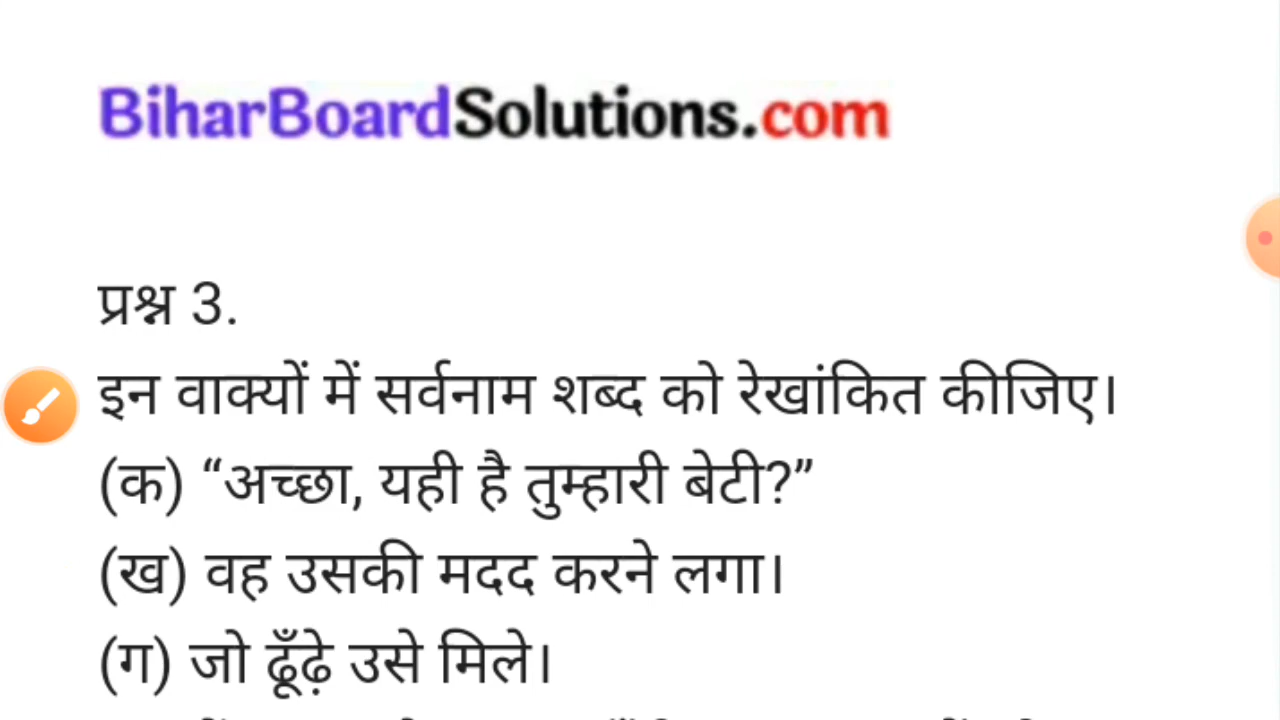 BiharBoardSolutions.com
प्रश्न 3.
इन वाक्यों में सर्वनाम शब्द को रेखांकित कीजिए।
(क) “अच्छा, यही है तुम्हारी बेटी?”
(ख) वह उसकी मदद करने लगा।
(ग) जो ढूँढ़े उसे मिले।